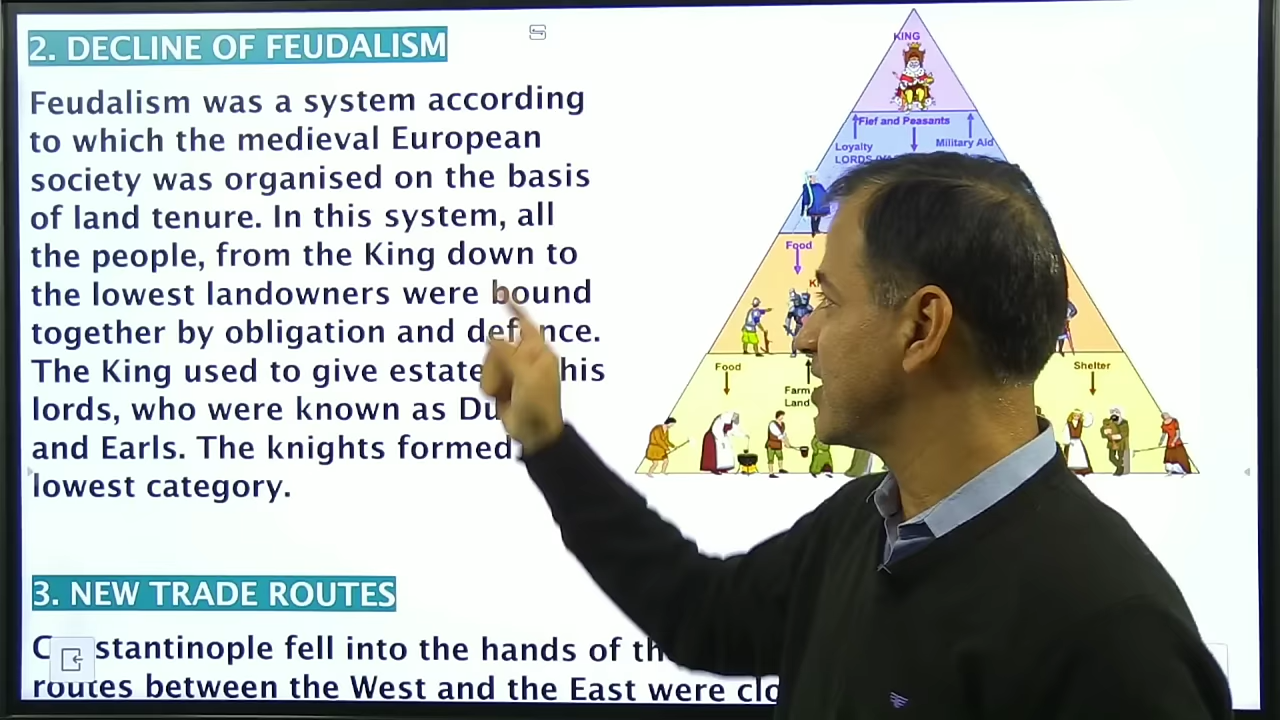 2. DECLINE OF FEUDALISM
Feudalism was a system according
to which the medieval European
society was organised on the basis
of land tenure. In this system, all
the people, from the King down to
the lowest landowners were bound
together by obligation and defence.
The King used to give estate his
lords, who were known as
and Earls. The knights formed
lowest category.
3. NEW TRADE ROUTES
stantinople fell into the hands of
routes between the West and the East were
KING
Fief and Peasants
Loyalty
Military Aid
LORDS
Food
Food
Shelter
Farm
Land